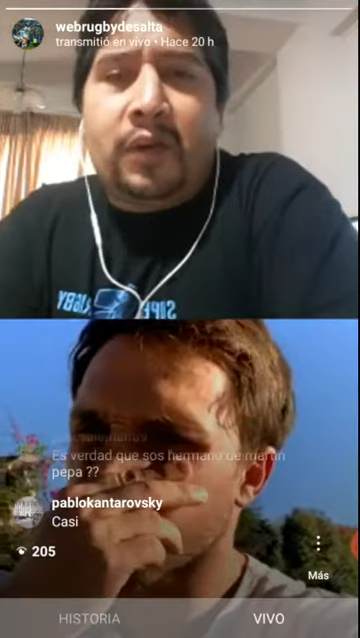 webrugbydesalta
transmitió en vivo • Hace 20 h
Es verdad que sos hermano de martin
pepa ??
pablokantarovsky
Casi
205
Más
HISTORIA
VIVO